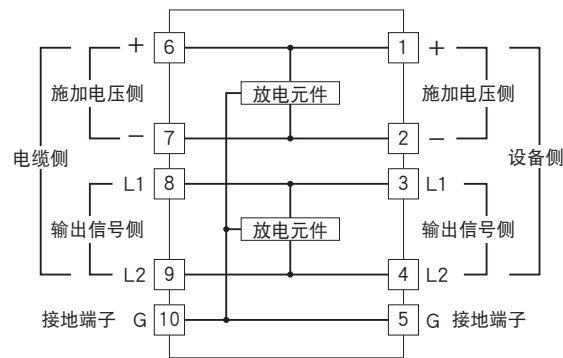 + 6 1 +
施加电压侧 放电元件 施加电压侧
− 7 2 −
电缆侧 设备侧
L1 8 3 L1
输出信号侧 放电元件 输出信号侧
L2 9 4 L2
接地端子 G 10 5 G 接地端子